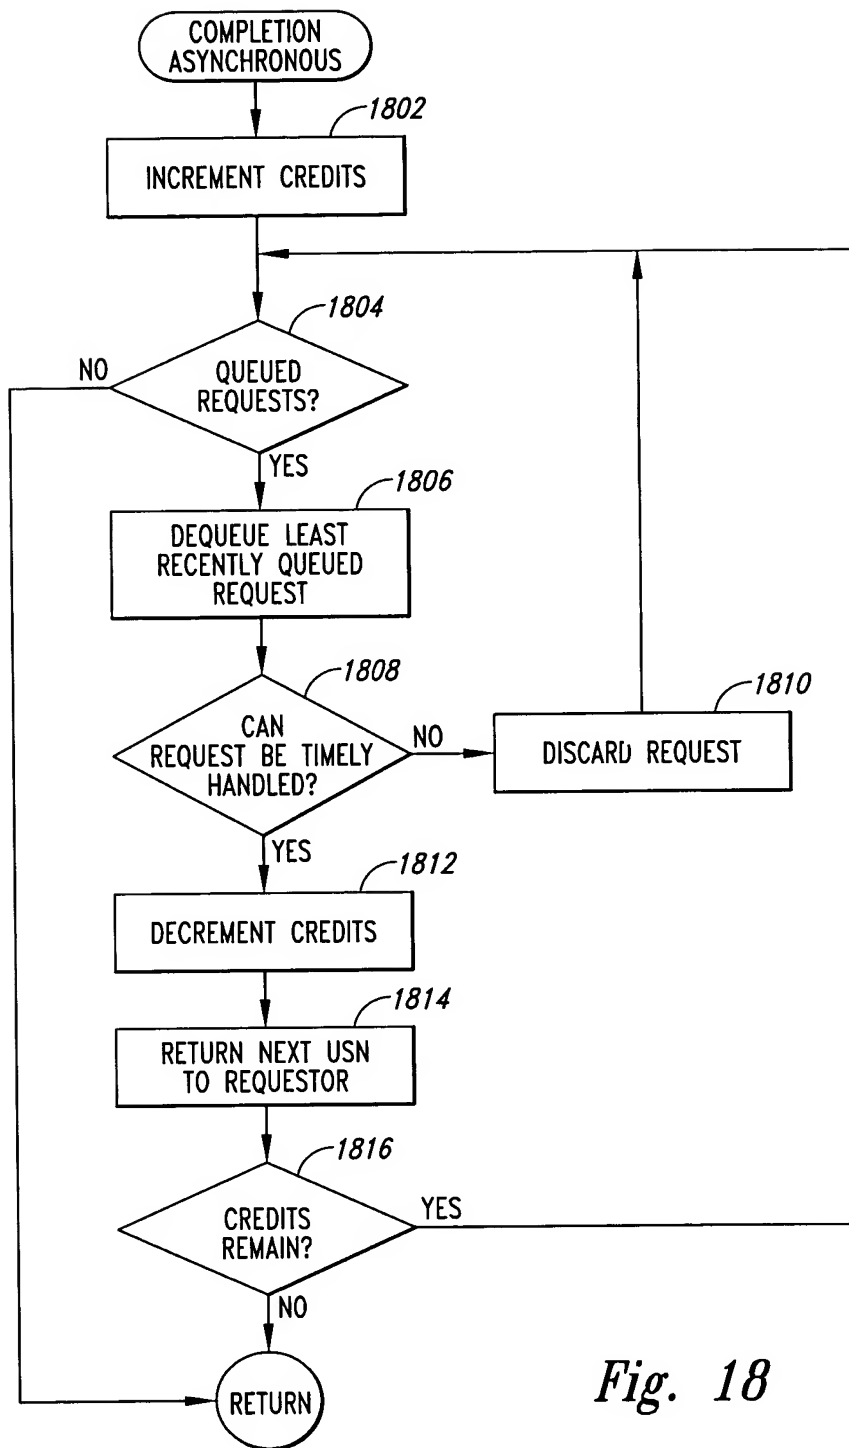 COMPLETION
ASYNCHRONOUS
1802
INCREMENT CREDITS
1804
QUEUED
REQUESTS?
NO
YES
1806
DEQUEUE LEAST
RECENTLY QUEUED
REQUEST
1808
CAN
REQUEST BE TIMELY
HANDLED?
NO
1810
DISCARD REQUEST
YES
1812
DECREMENT CREDITS
1814
RETURN NEXT USN
TO REQUESTOR
1816
CREDITS
REMAIN?
YES
NO
RETURN
Fig. 18